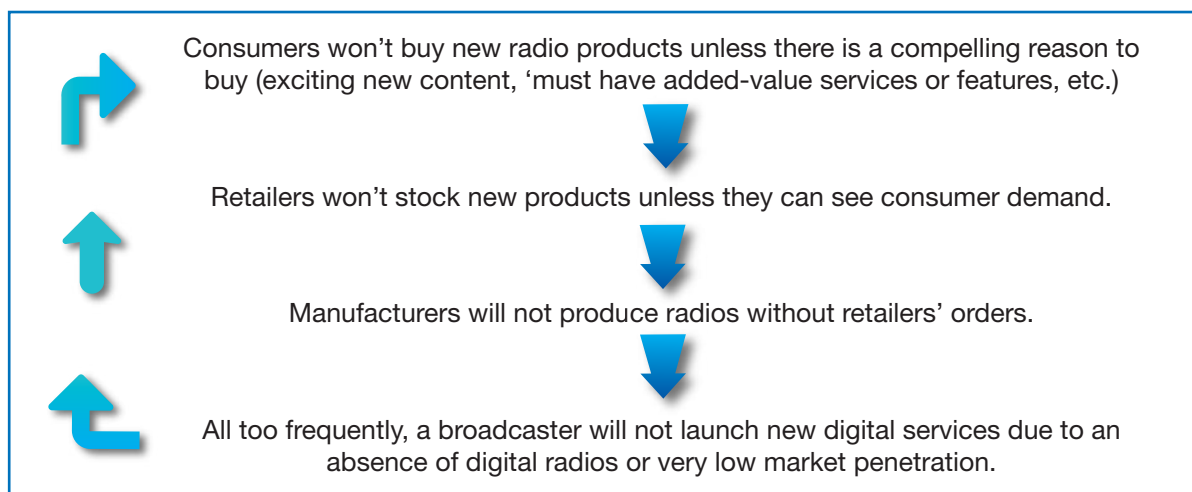 Consumers won’t buy new radio products unless there is a compelling reason to
buy (exciting new content, ‘must have added-value services or features, etc.)
Retailers won’t stock new products unless they can see consumer demand.
Manufacturers will not produce radios without retailers’ orders.
All too frequently, a broadcaster will not launch new digital services due to an
absence of digital radios or very low market penetration.